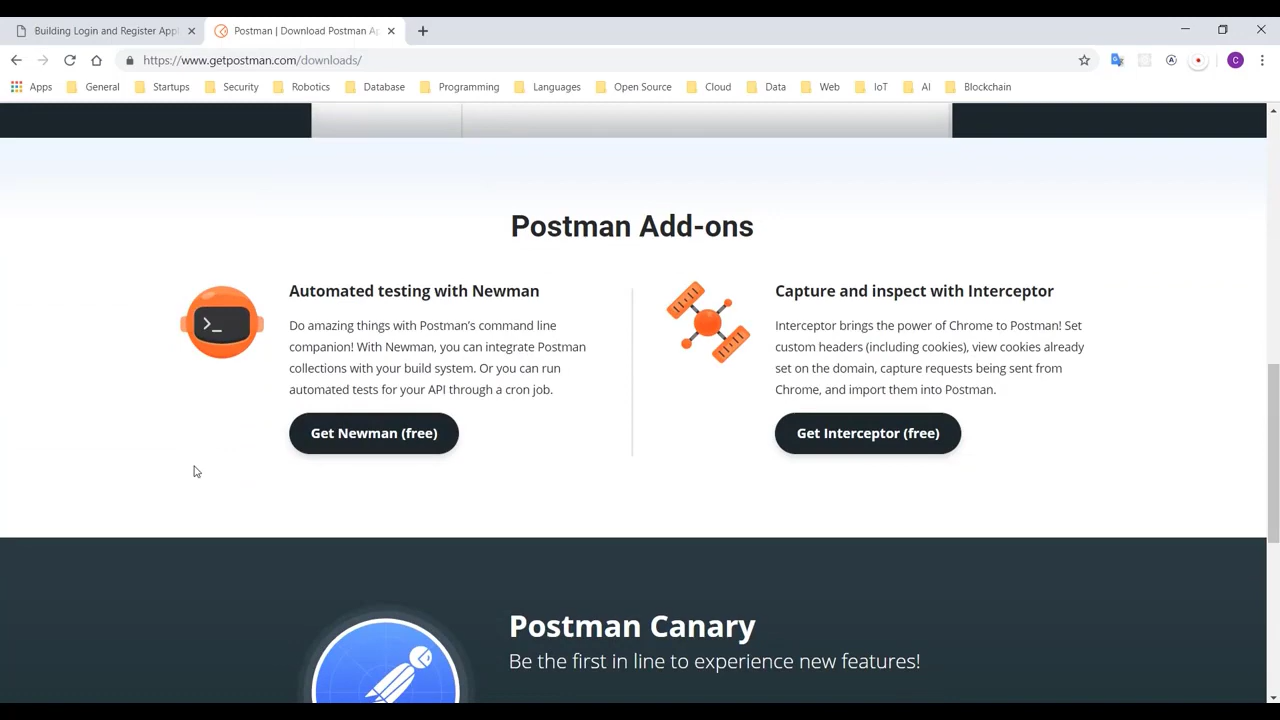 Building Login and Register Appl
Postman | Download Postman Ap
https://www.getpostman.com/downloads/
C
Apps General Startups Security Robotics Database Programming Languages Open Source Cloud Data Web IoT AI Blockchain
Postman Add-ons
>_
Automated testing with Newman
Do amazing things with Postman's command line
companion! With Newman, you can integrate Postman
collections with your build system. Or you can run
automated tests for your API through a cron job.
Get Newman (free)
Capture and inspect with Interceptor
Interceptor brings the power of Chrome to Postman! Set
custom headers (including cookies), view cookies already
set on the domain, capture requests being sent from
Chrome, and import them into Postman.
Get Interceptor (free)
Postman Canary
Be the first in line to experience new features!